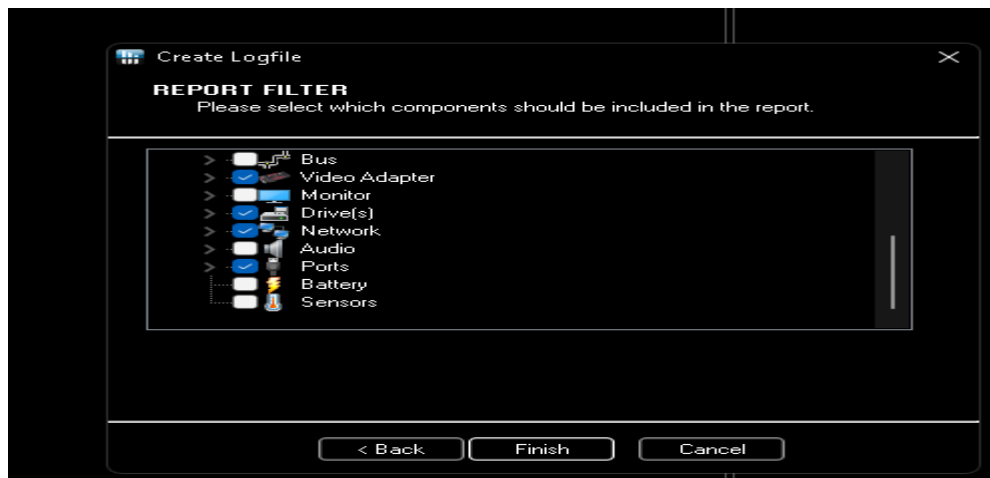 Create Logfile
REPORT FILTER
Please select which components should be included in the report.
Bus
Video Adapter
Monitor
Drive(s)
Network
Audio
Ports
Battery
Sensors
< Back Finish Cancel